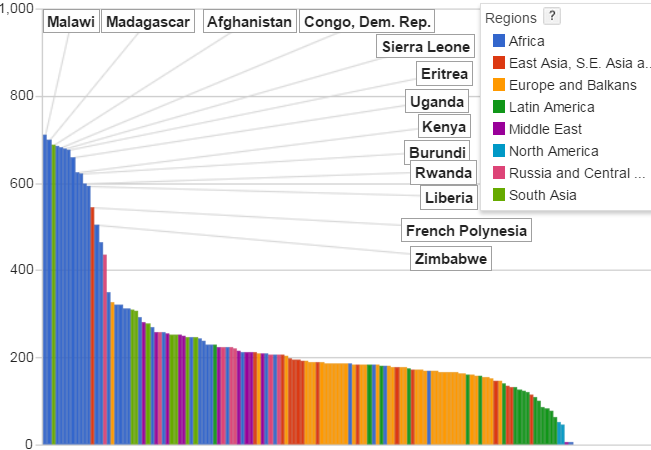 1,000
800
600
400
200
0
Malawi
Madagascar
Afghanistan
Congo, Dem. Rep.
Sierra Leone
Eritrea
Uganda
Kenya
Burundi
Rwanda
Liberia
French Polynesia
Zimbabwe
Regions ?
Africa
East Asia, S.E. Asia a..
Europe and Balkans
Latin America
Middle East
North America
Russia and Central ...
South Asia